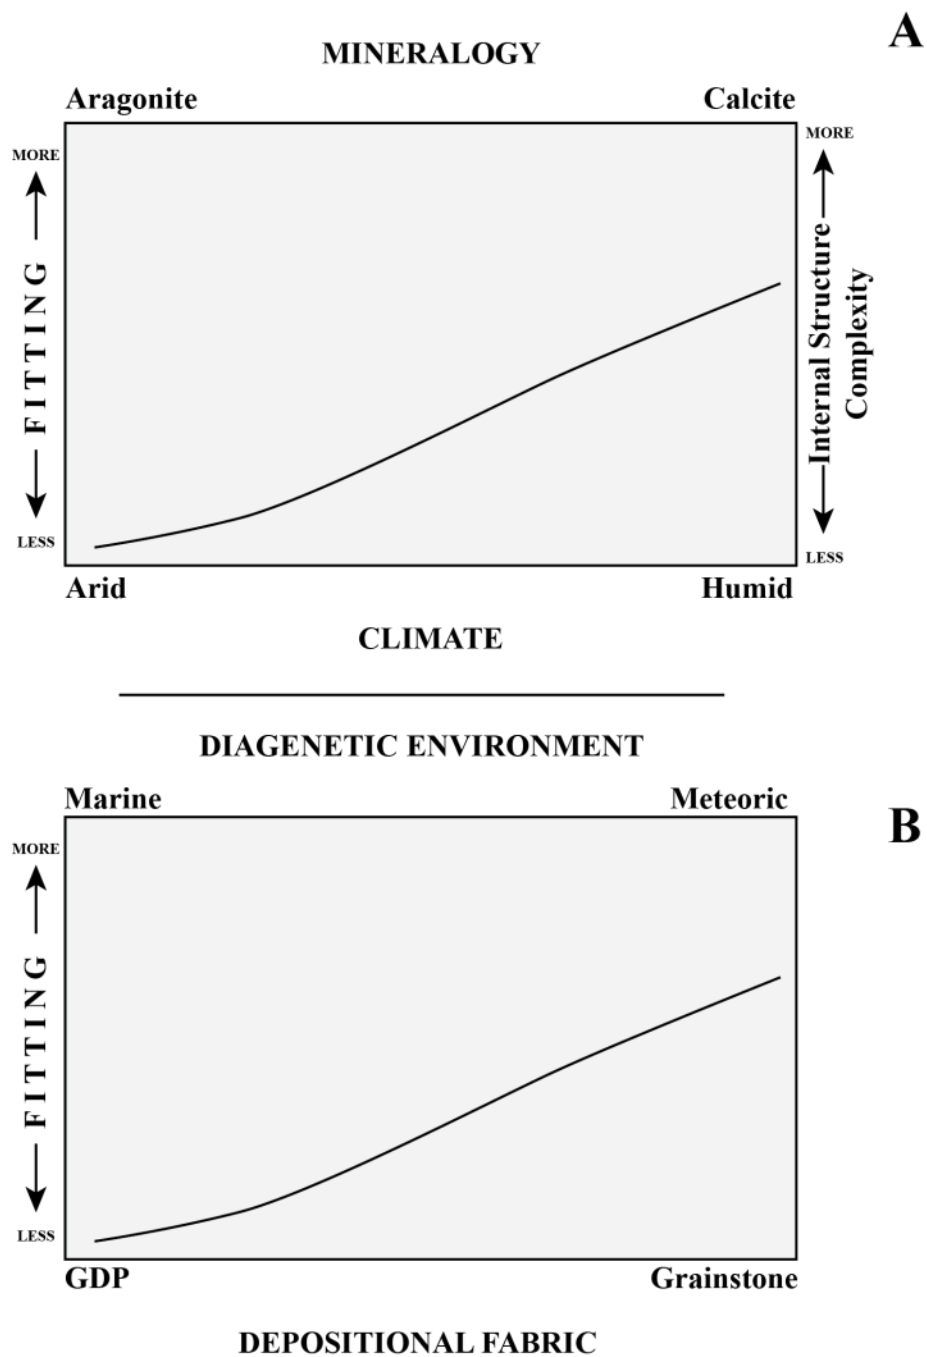 A
MINERALOGY
Aragonite Calcite
MORE
MORE
FITTING
Internal Structure
Complexity
LESS
LESS
Arid Humid
CLIMATE
DIAGENETIC ENVIRONMENT
Marine Meteoric
B
MORE
FITTING
LESS
GDP Grainstone
DEPOSITIONAL FABRIC